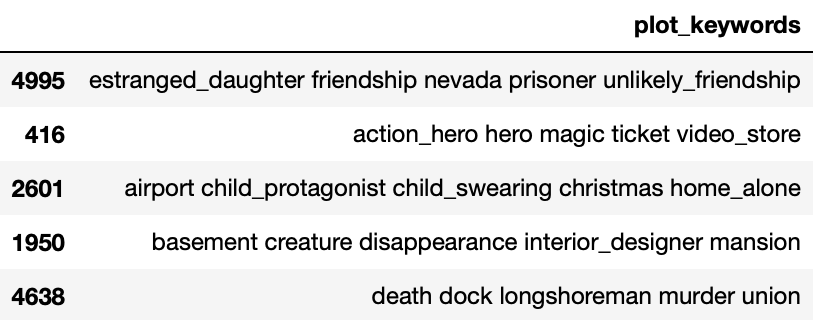 plot_keywords
4995 estranged_daughter friendship nevada prisoner unlikely_friendship
416 action_hero hero magic ticket video_store
2601 airport child_protagonist child_swearing christmas home_alone
1950 basement creature disappearance interior_designer mansion
4638 death dock longshoreman murder union